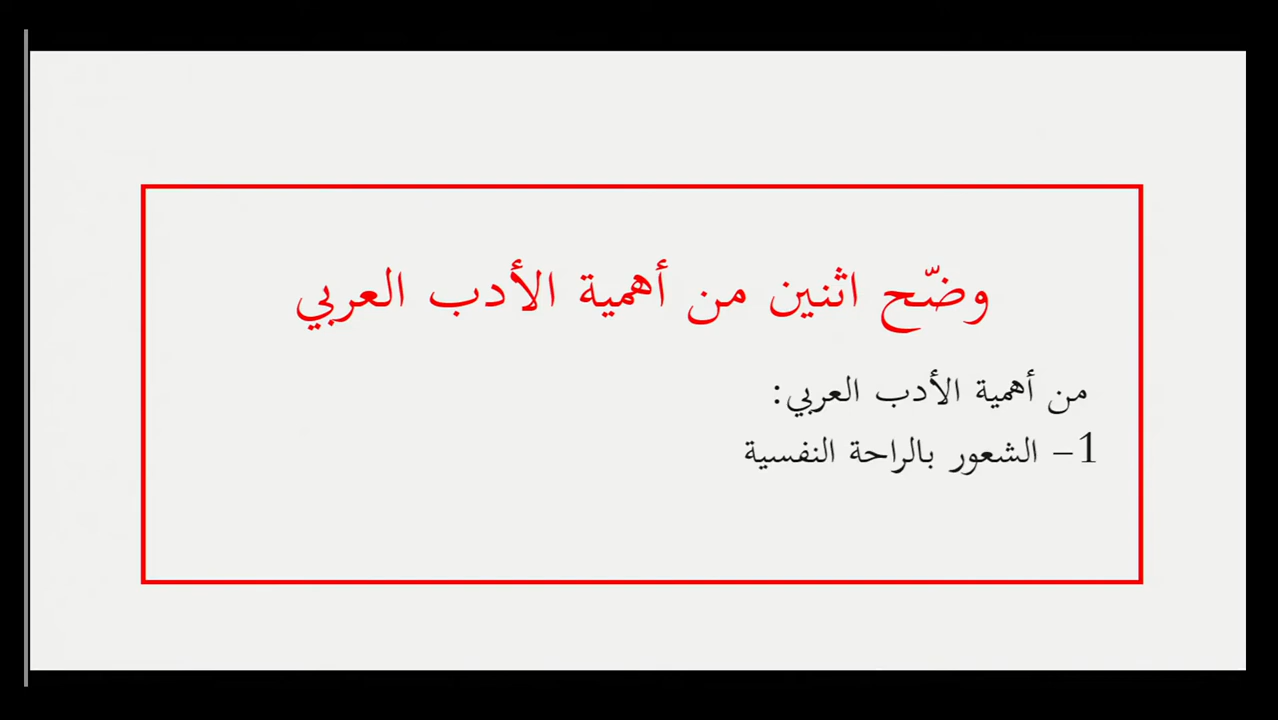 وضّح اثنين من أهمية الأدب العربي
من أهمية الأدب العربي:
1- الشعور بالراحة النفسية